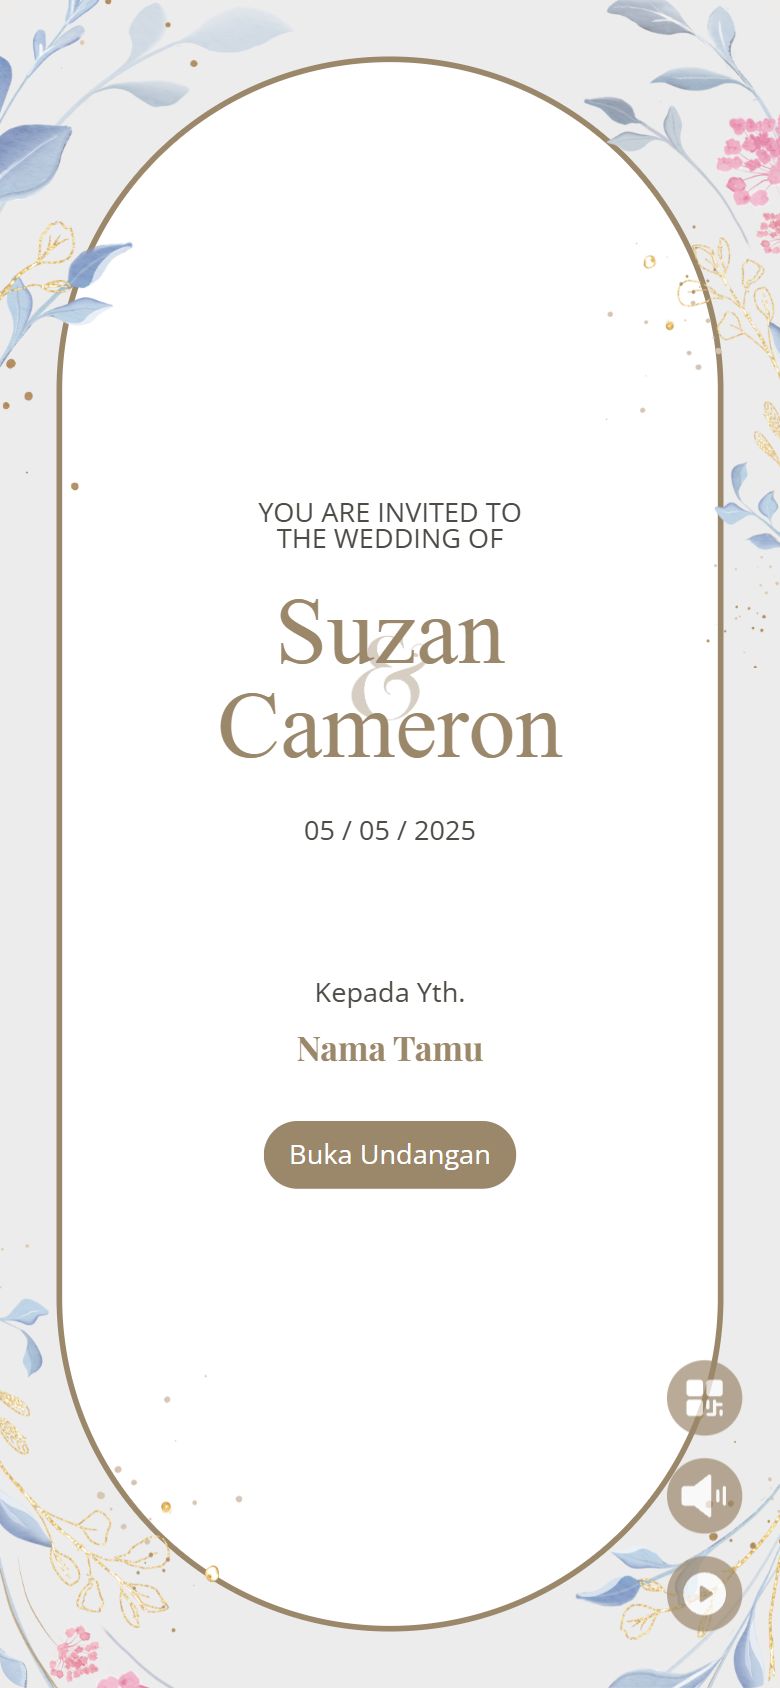 YOU ARE INVITED TO
THE WEDDING OF
Suzan
&
Cameron
05 / 05 / 2025
Kepada Yth.
Nama Tamu
Buka Undangan